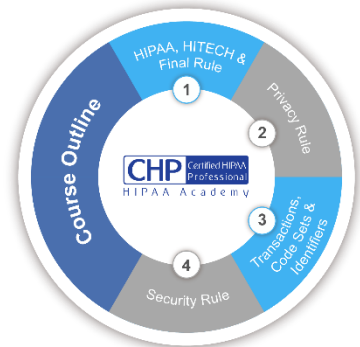 Course Outline
HIPAA, HITECH &
Final Rule
1
Privacy Rule
2
Transactions,
Code Sets &
Identifiers
3
Security Rule
4
CHP Certified HIPAA
Professional
HIPAA Academy